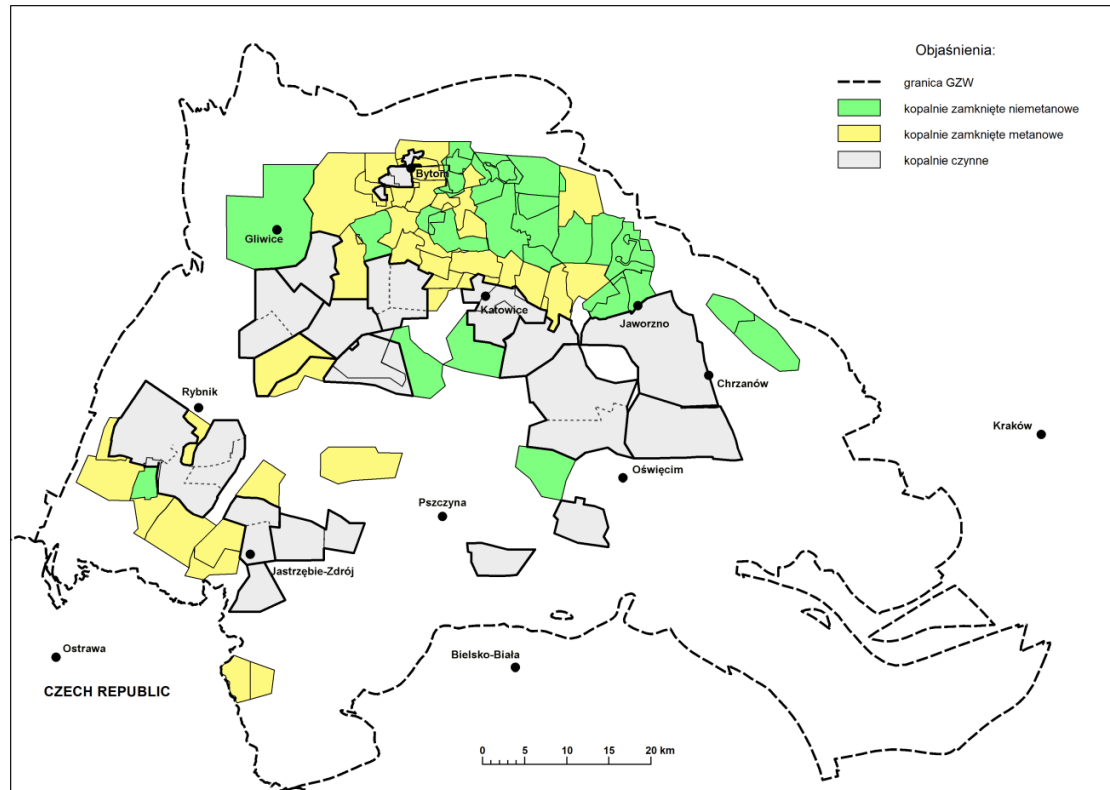 Objaśnienia:
granica GZW
kopalnie zamknięte niemetanowe
kopalnie zamknięte metanowe
kopalnie czynne
Bytom
Gliwice
Katowice
Jaworzno
Chrzanów
Rybnik
Kraków
Oświęcim
Pszczyna
Jastrzębie-Zdrój
Ostrawa
Bielsko-Biała
CZECH REPUBLIC
0 5 10 15 20 km